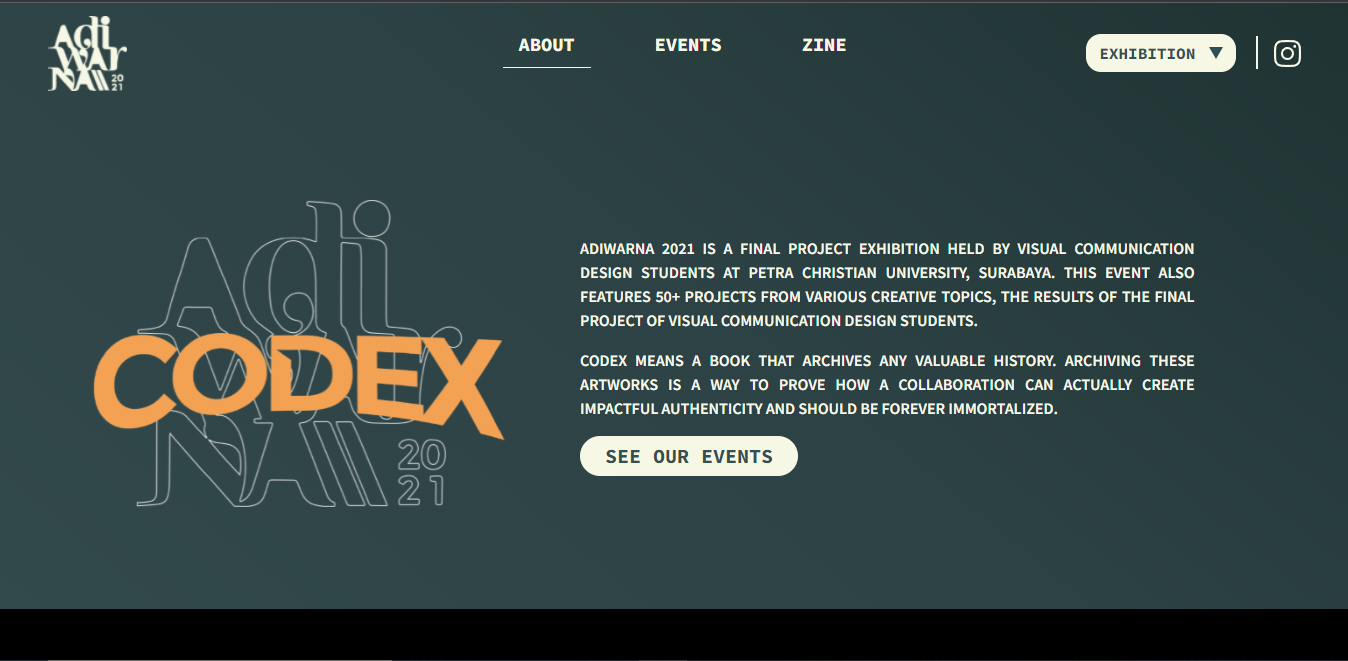 Adi
WAr
NA 20
21
ABOUT
EVENTS
ZINE
EXHIBITION
Adi
WAr
CODEX
NA 20
21
ADIWARNA 2021 IS A FINAL PROJECT EXHIBITION HELD BY VISUAL COMMUNICATION
DESIGN STUDENTS AT PETRA CHRISTIAN UNIVERSITY, SURABAYA. THIS EVENT ALSO
FEATURES 50+ PROJECTS FROM VARIOUS CREATIVE TOPICS, THE RESULTS OF THE FINAL
PROJECT OF VISUAL COMMUNICATION DESIGN STUDENTS.
CODEX MEANS A BOOK THAT ARCHIVES ANY VALUABLE HISTORY. ARCHIVING THESE
ARTWORKS IS A WAY TO PROVE HOW A COLLABORATION CAN ACTUALLY CREATE
IMPACTFUL AUTHENTICITY AND SHOULD BE FOREVER IMMORTALIZED.
SEE OUR EVENTS